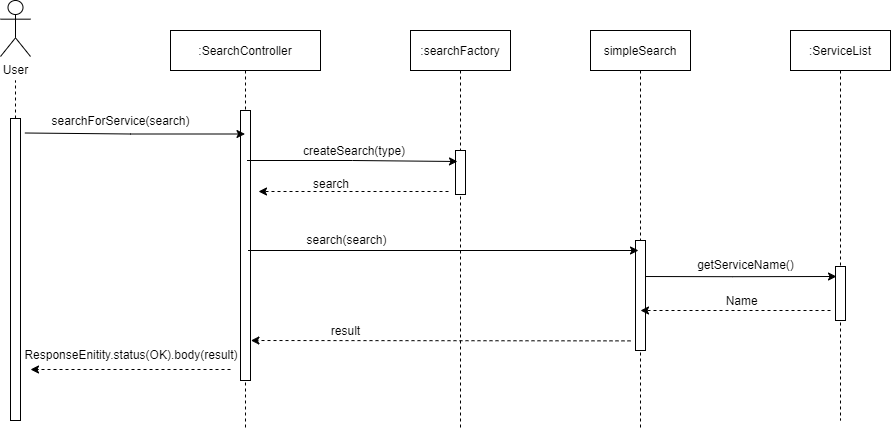 :SearchController
:searchFactory
simpleSearch
:ServiceList
User
searchForService(search)
createSearch(type)
search
search(search)
getServiceName()
Name
result
ResponseEnitity.status(OK).body(result)